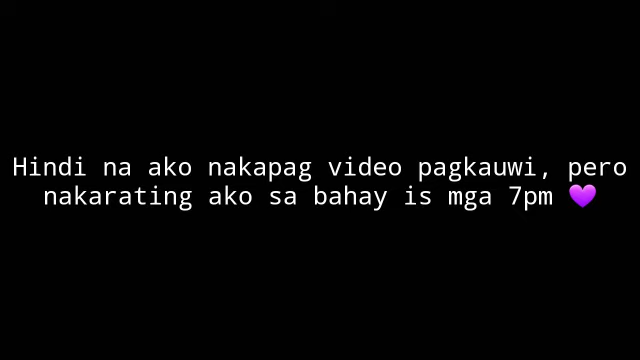 Hindi na ako nakapag video pagkauwi, pero
nakarating ako sa bahay is mga 7pm 💜